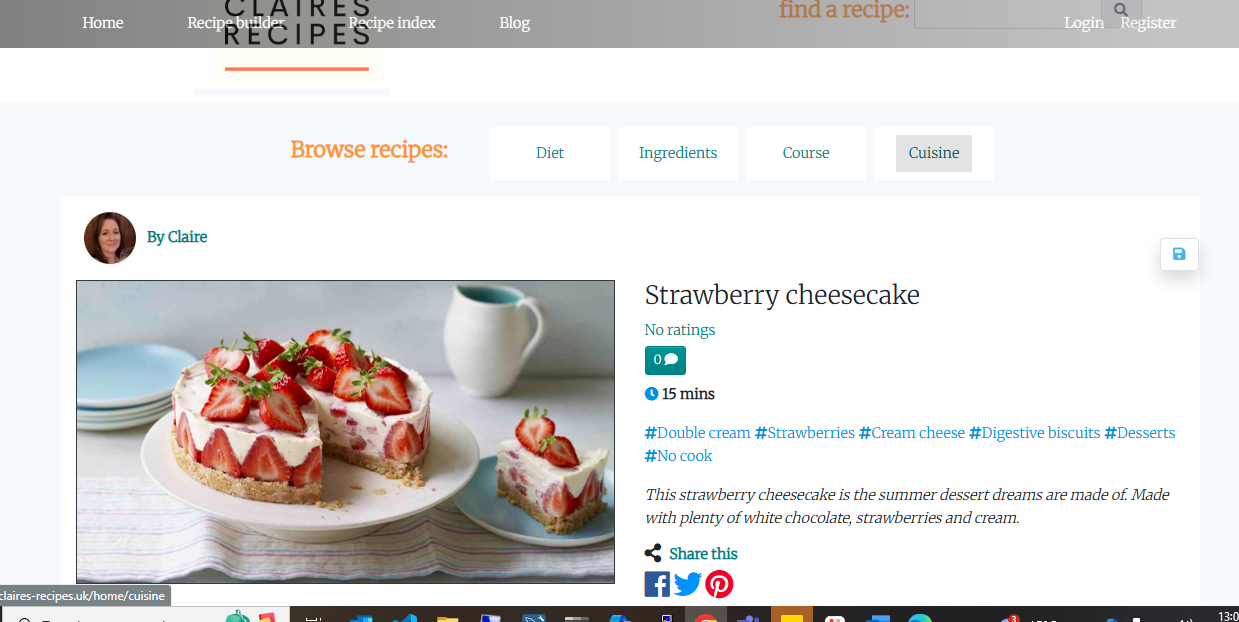 CLAIRES
RECIPES
Home Recipe builder Recipe index Blog
find a recipe:
Login Register
Browse recipes: Diet Ingredients Course Cuisine
By Claire
Strawberry cheesecake
No ratings
0
15 mins
#Double cream #Strawberries #Cream cheese #Digestive biscuits #Desserts
#No cook
This strawberry cheesecake is the summer dessert dreams are made of. Made
with plenty of white chocolate, strawberries and cream.
Share this
claires-recipes.uk/home/cuisine
3